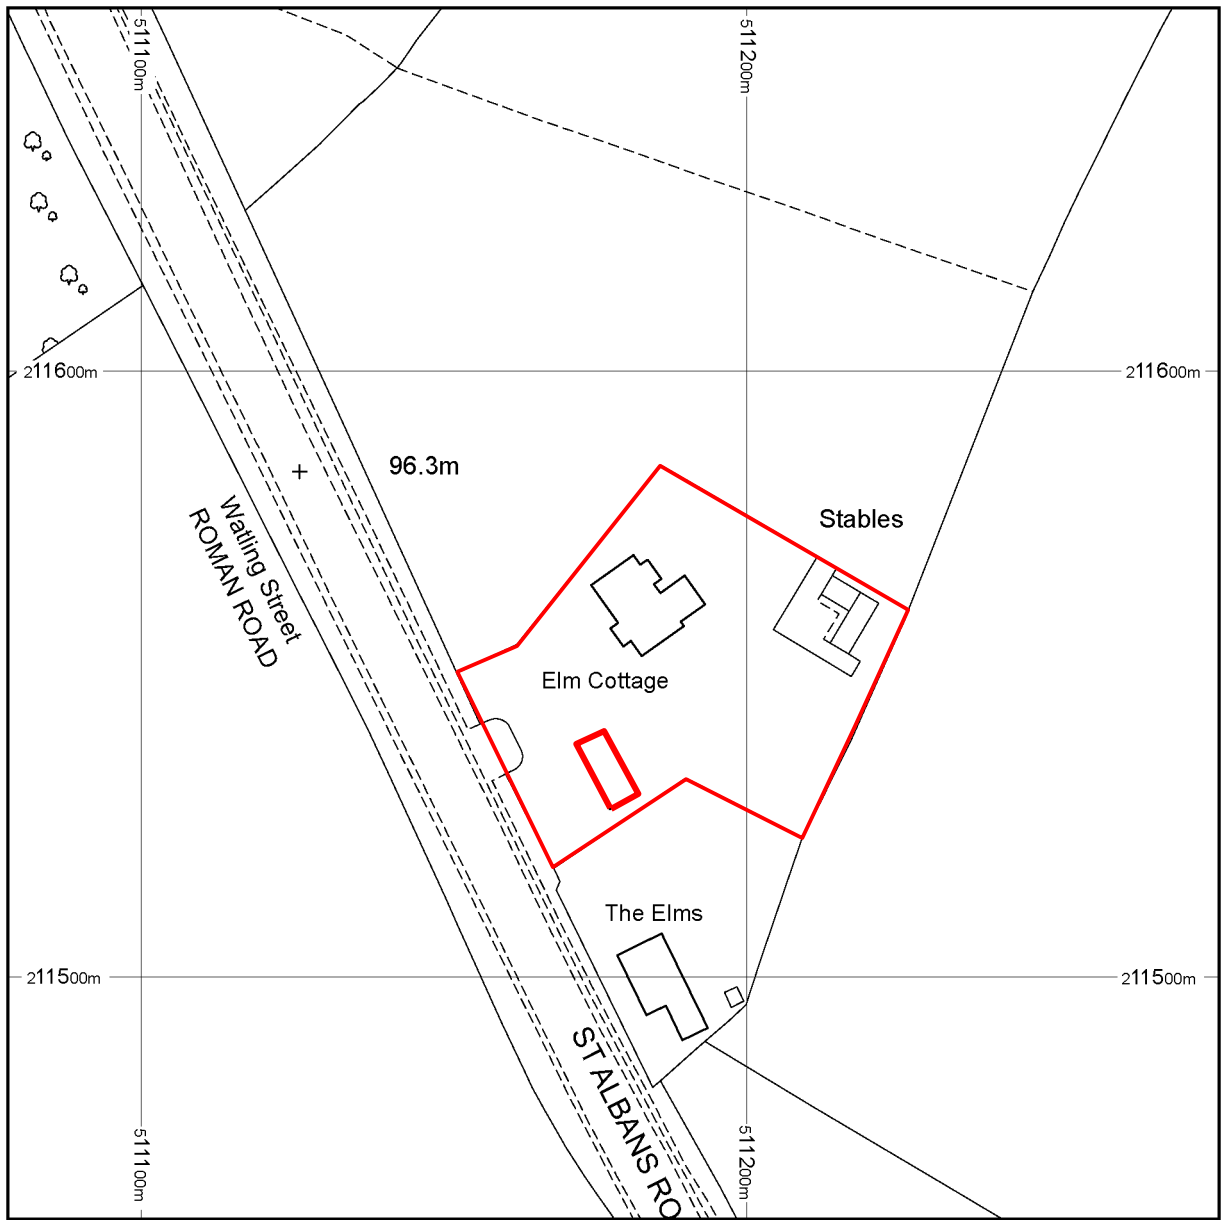 511100m
511200m
211600m
211600m
96.3m
Stables
Watling Street
ROMAN ROAD
Elm Cottage
The Elms
211500m
211500m
ST ALBANS RO
511100m
511200m